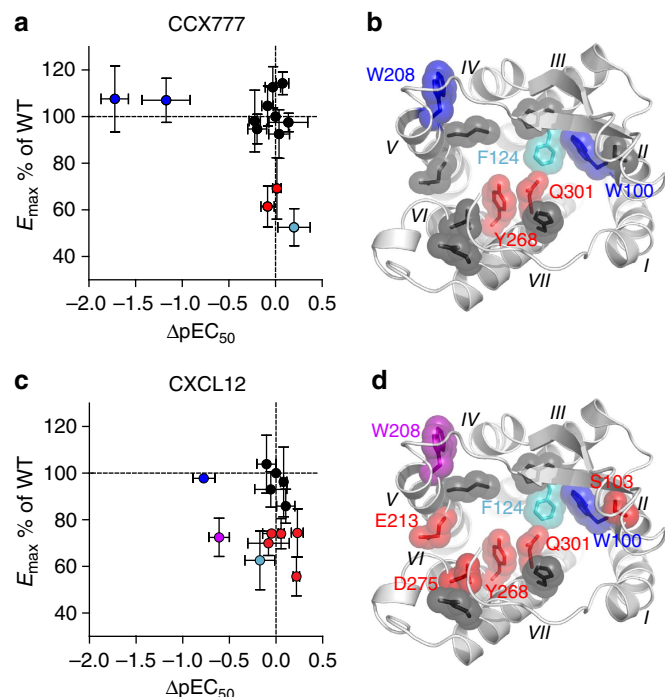 a
CCX777
E_max % of WT
120
100
80
60
40
−2.0 −1.5 −1.0 −0.5 0.0 0.5
ΔpEC₅₀
b
W208
IV
III
V
F124
II
W100
Q301
VI
Y268
VII
I
c
CXCL12
E_max % of WT
120
100
80
60
40
−2.0 −1.5 −1.0 −0.5 0.0 0.5
ΔpEC₅₀
d
W208
IV
III
S103
V
F124
II
E213
W100
Q301
VI
D275
Y268
VII
I